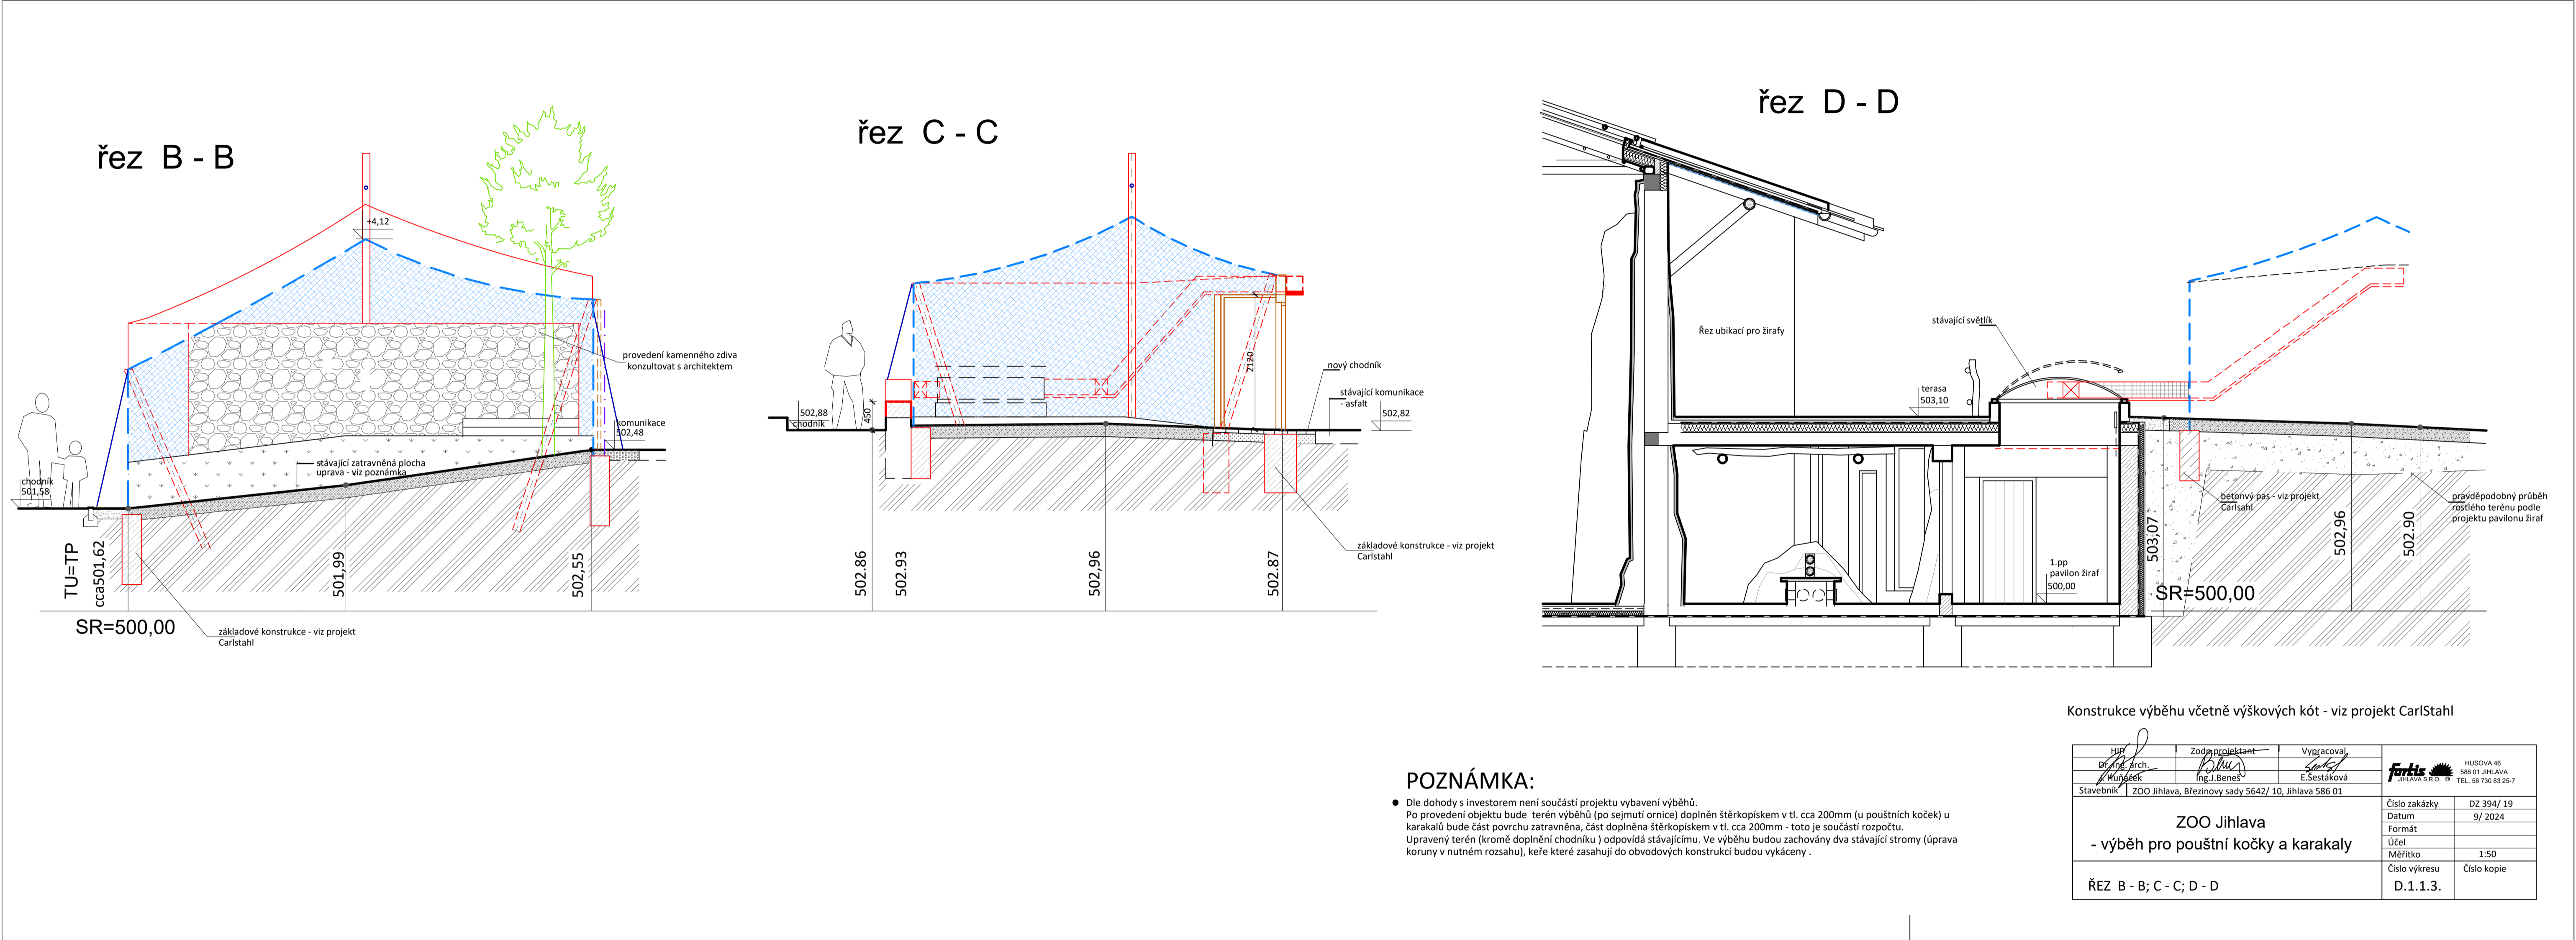 řez B - B
+4,12
provedení kamenného zdiva
konzultovat s architektem
komunikace
502,48
stávající zatravněná plocha
uprava - viz poznámka
chodník
501,58
TU=TP
cca501,62
501,99
502,55
SR=500,00
základové konstrukce - viz projekt
Carlstahl
řez C - C
2120
450
502,88
chodník
nový chodník
stávající komunikace
- asfalt
502,82
502.86
502.93
502,96
502.87
základové konstrukce - viz projekt
Carlstahl
řez D - D
Řez ubikací pro žirafy
stávající světlík
terasa
503,10
1.pp
pavilon žiraf
500,00
betonvý pas - viz projekt
Carlsahl
pravděpodobný průběh
rostlého terénu podle
projektu pavilonu žiraf
503,07
502,96
502.90
SR=500,00
Konstrukce výběhu včetně výškových kót - viz projekt CarlStahl
POZNÁMKA:
● Dle dohody s investorem není součástí projektu vybavení výběhů.
Po provedení objektu bude terén výběhů (po sejmutí ornice) doplněn štěrkopískem v tl. cca 200mm (u pouštních koček) u
karakalů bude část povrchu zatravněna, část doplněna štěrkopískem v tl. cca 200mm - toto je součástí rozpočtu.
Upravený terén (kromě doplnění chodníku ) odpovídá stávajícímu. Ve výběhu budou zachovány dva stávající stromy (úprava
koruny v nutném rozsahu), keře které zasahují do obvodových konstrukcí budou vykáceny .
HIP Zodp.projektant Vypracoval
Dr. Ing. arch.
Huňáček Ing.J.Beneš E.Šestáková
Stavebník ZOO Jihlava, Březinovy sady 5642/ 10, Jihlava 586 01
fortis
JIHLAVA S.R.O. ®
HUSOVA 46
586 01 JIHLAVA
TEL. 56 730 83 25-7
ZOO Jihlava
- výběh pro pouštní kočky a karakaly
ŘEZ B - B; C - C; D - D
Číslo zakázky DZ 394/ 19
Datum 9/ 2024
Formát
Účel
Měřítko 1:50
Číslo výkresu Číslo kopie
D.1.1.3.